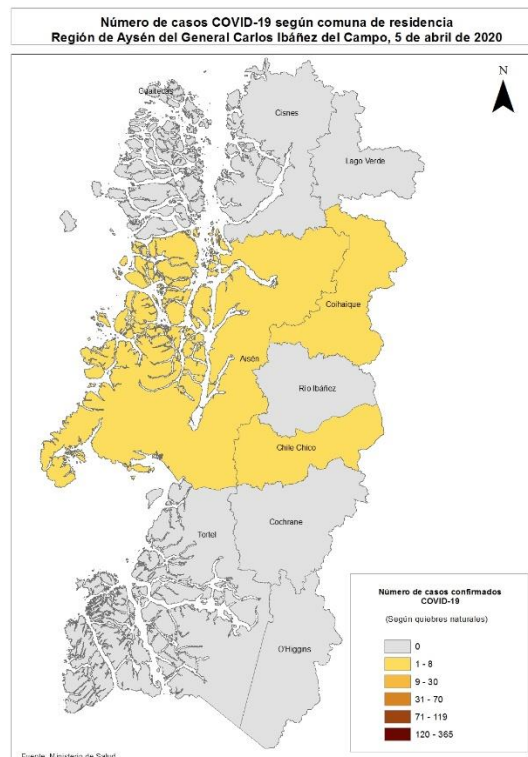 Número de casos COVID-19 según comuna de residencia
Región de Aysén del General Carlos Ibáñez del Campo, 5 de abril de 2020
N
Guaitecas
Cisnes
Lago Verde
Coihaique
Aisén
Río Ibáñez
Chile Chico
Cochrane
Tortel
O'Higgins
Número de casos confirmados
COVID-19
(Según quiebres naturales)
0
1 - 8
9 - 30
31 - 70
71 - 119
120 - 365
Fuente: Ministerio de Salud